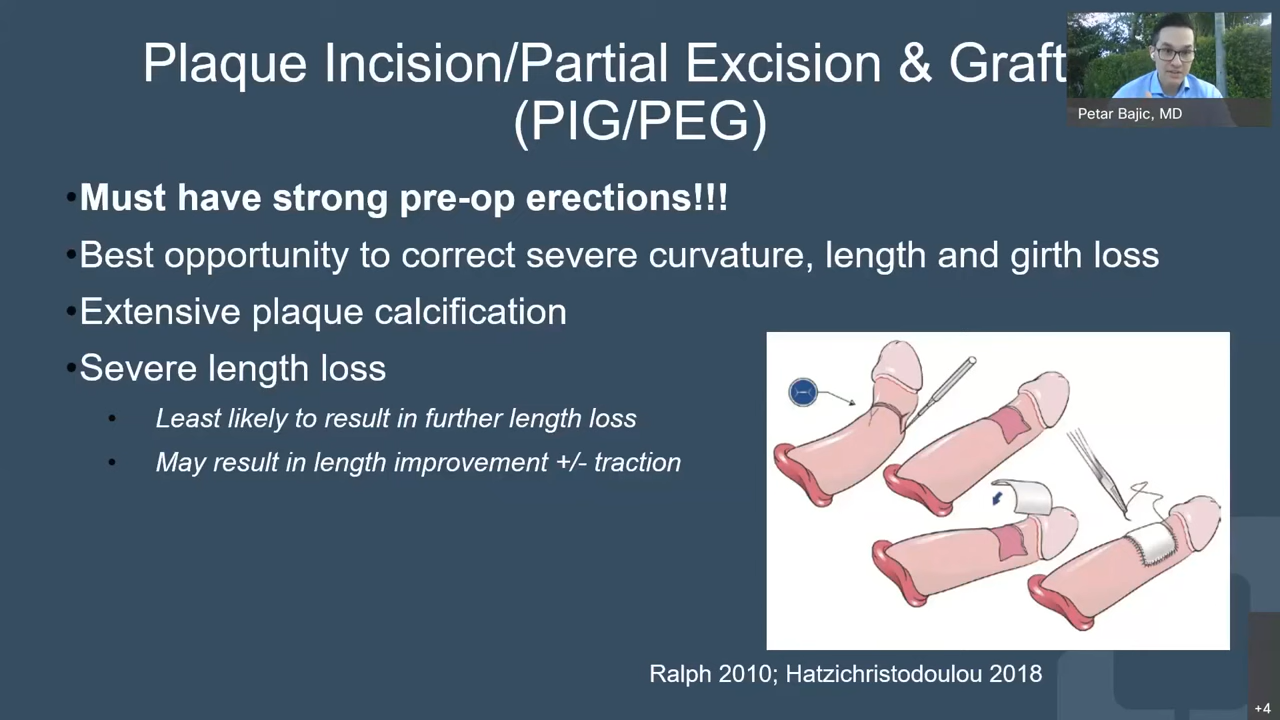 Plaque Incision/Partial Excision & Graft
(PIG/PEG)
Petar Bajic, MD
•Must have strong pre-op erections!!!
•Best opportunity to correct severe curvature, length and girth loss
•Extensive plaque calcification
•Severe length loss
• Least likely to result in further length loss
• May result in length improvement +/- traction
Ralph 2010; Hatzichristodoulou 2018
+4